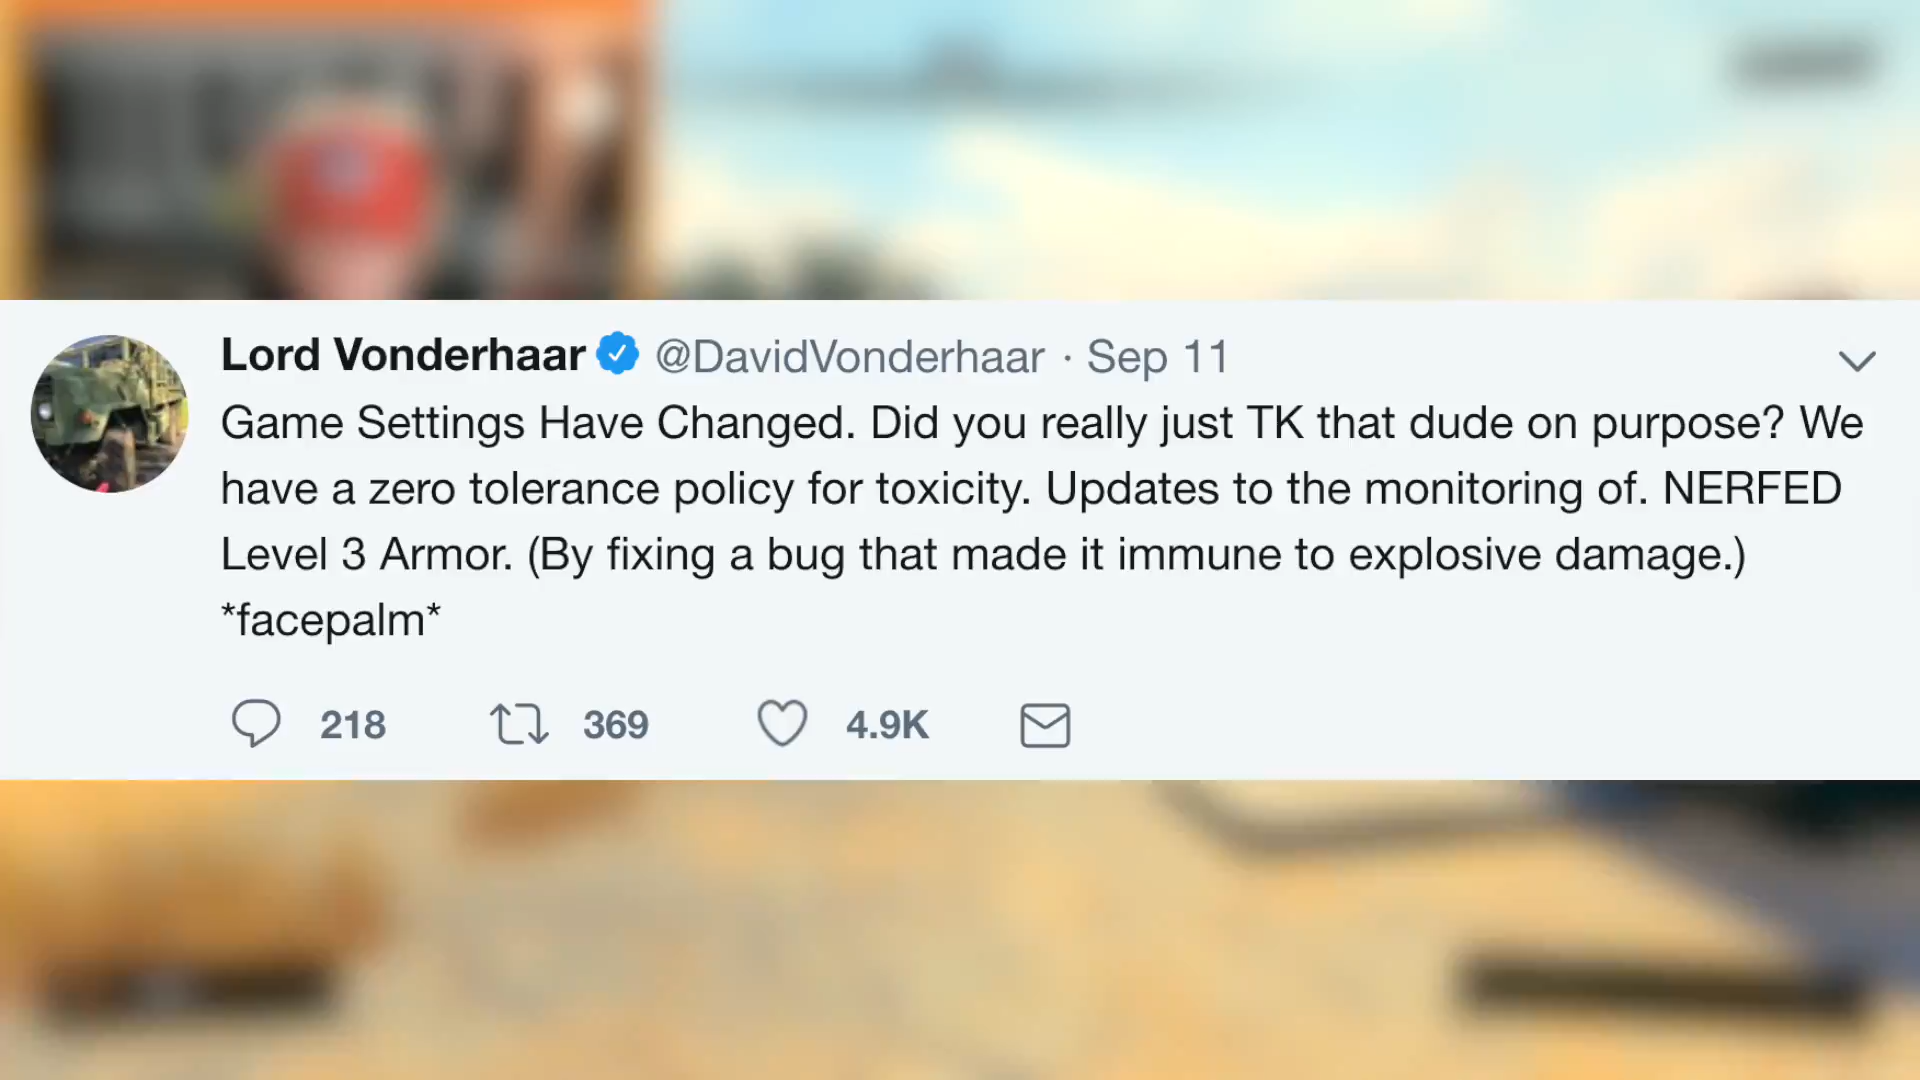 Lord Vonderhaar @DavidVonderhaar · Sep 11
Game Settings Have Changed. Did you really just TK that dude on purpose? We
have a zero tolerance policy for toxicity. Updates to the monitoring of. NERFED
Level 3 Armor. (By fixing a bug that made it immune to explosive damage.)
*facepalm*
218 369 4.9K